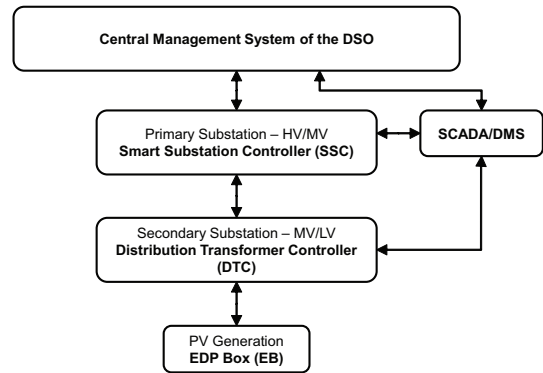 Central Management System of the DSO
Primary Substation – HV/MV
Smart Substation Controller (SSC)
SCADA/DMS
Secondary Substation – MV/LV
Distribution Transformer Controller
(DTC)
PV Generation
EDP Box (EB)